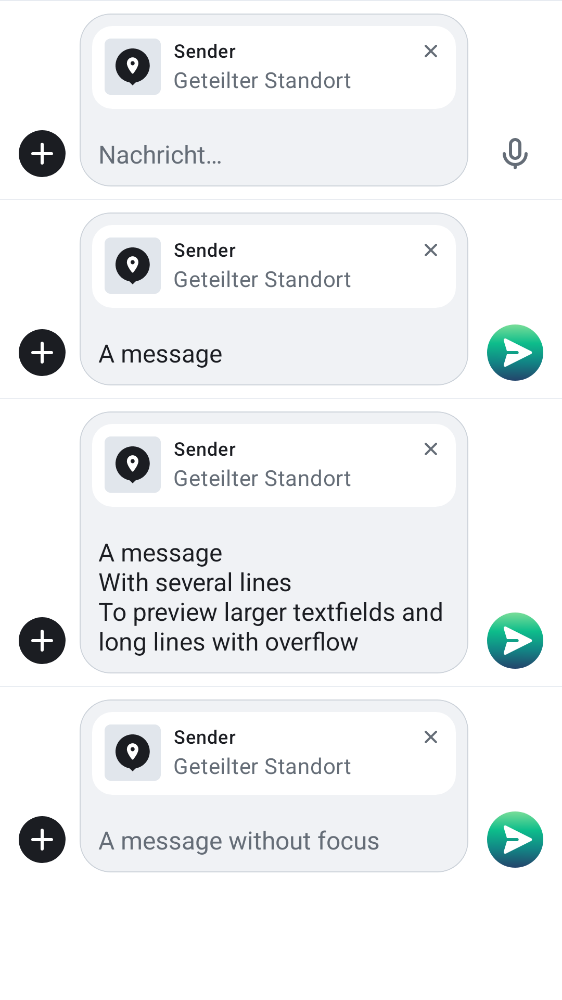 Sender
Geteilter Standort
Nachricht…
Sender
Geteilter Standort
A message
Sender
Geteilter Standort
A message
With several lines
To preview larger textfields and
long lines with overflow
Sender
Geteilter Standort
A message without focus